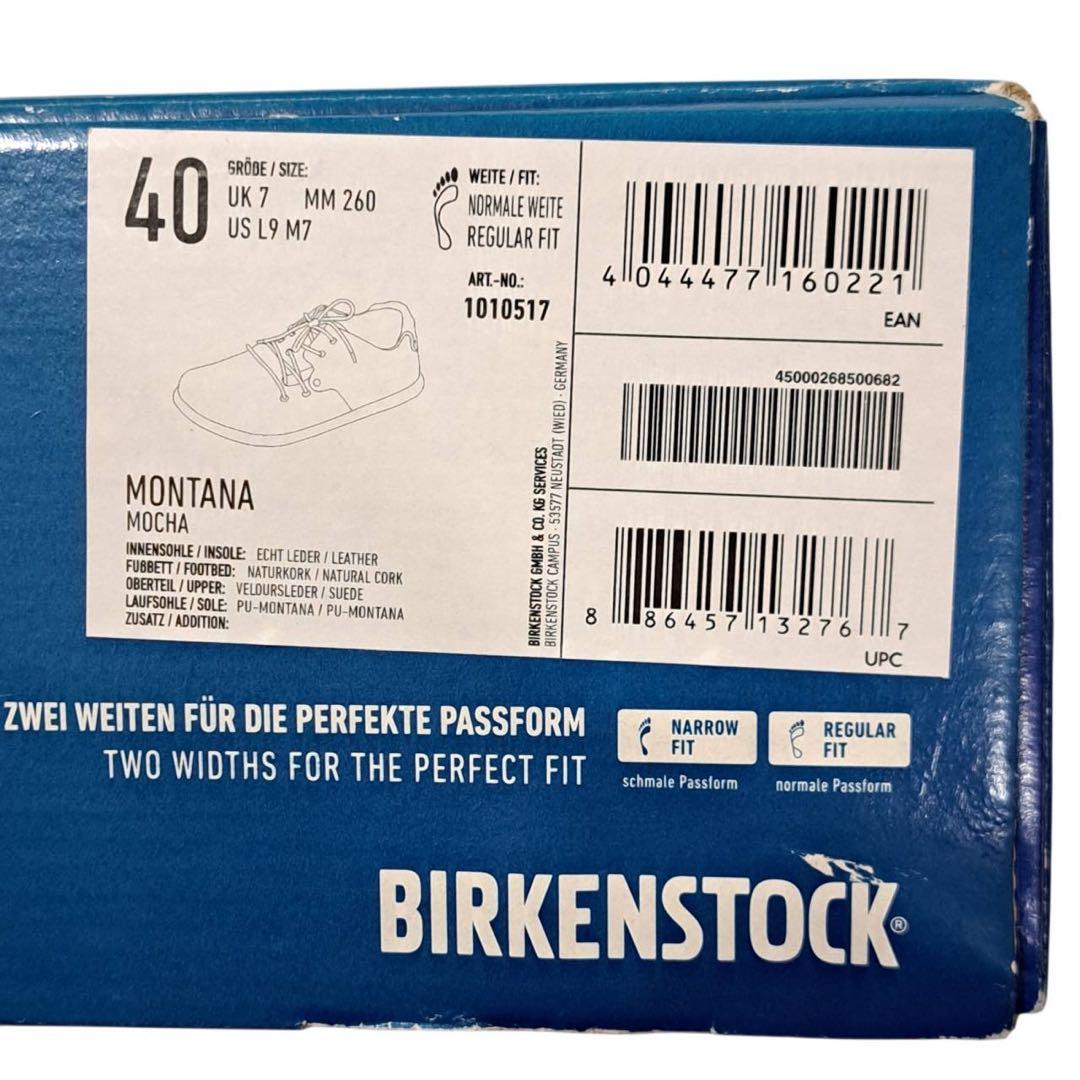 40
GRÖßE / SIZE:
UK 7 MM 260
US L9 M7
WEITE / FIT:
NORMALE WEITE
REGULAR FIT
ART.-NO.:
1010517
MONTANA
MOCHA
INNENSOHLE / INSOLE: ECHT LEDER / LEATHER
FUßBETT / FOOTBED: NATURKORK / NATURAL CORK
OBERTEIL / UPPER: VELOURSLEDER / SUEDE
LAUFSOHLE / SOLE: PU-MONTANA / PU-MONTANA
ZUSATZ / ADDITION:
BIRKENSTOCK GMBH & CO. KG SERVICES
BIRKENSTOCK CAMPUS · 53577 NEUSTADT (WIED) · GERMANY
4 044477 160221
EAN
45000268500682
8 86457 13276 7
UPC
ZWEI WEITEN FÜR DIE PERFEKTE PASSFORM
TWO WIDTHS FOR THE PERFECT FIT
NARROW
FIT
schmale Passform
REGULAR
FIT
normale Passform
BIRKENSTOCK®